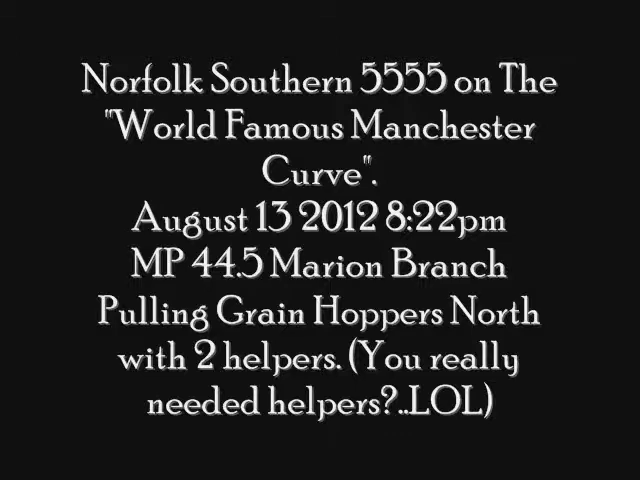 Norfolk Southern 5555 on The
"World Famous Manchester
Curve".
August 13 2012 8:22pm
MP 44.5 Marion Branch
Pulling Grain Hoppers North
with 2 helpers. (You really
needed helpers?..LOL)